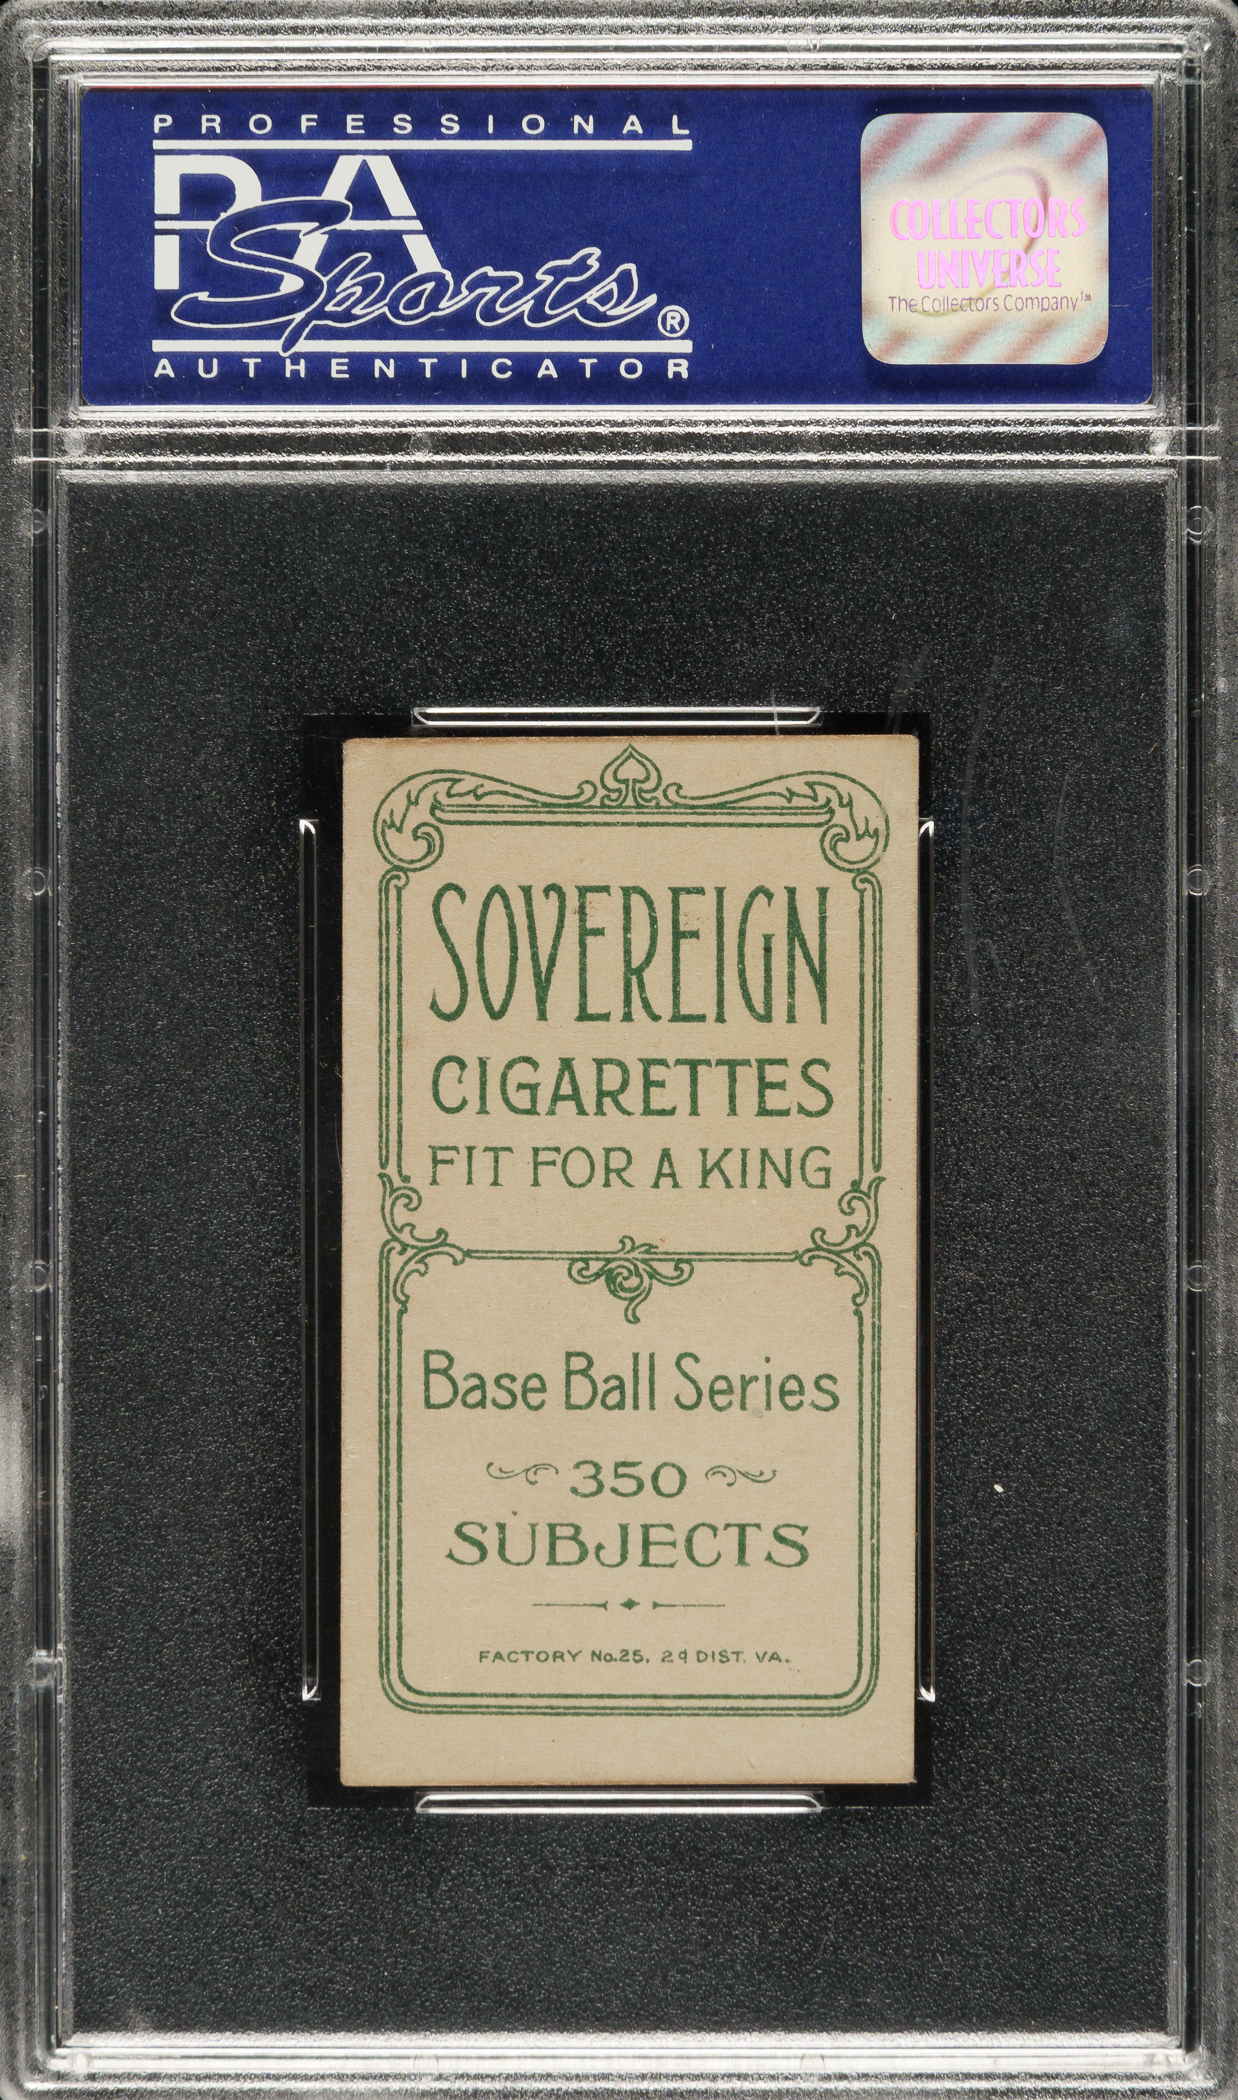 PROFESSIONAL
PSA
Sports®
AUTHENTICATOR
COLLECTORS
UNIVERSE
The Collectors Company™
SOVEREIGN
CIGARETTES
FIT FOR A KING
Base Ball Series
350
SUBJECTS
FACTORY No.25. 2d DIST. VA.